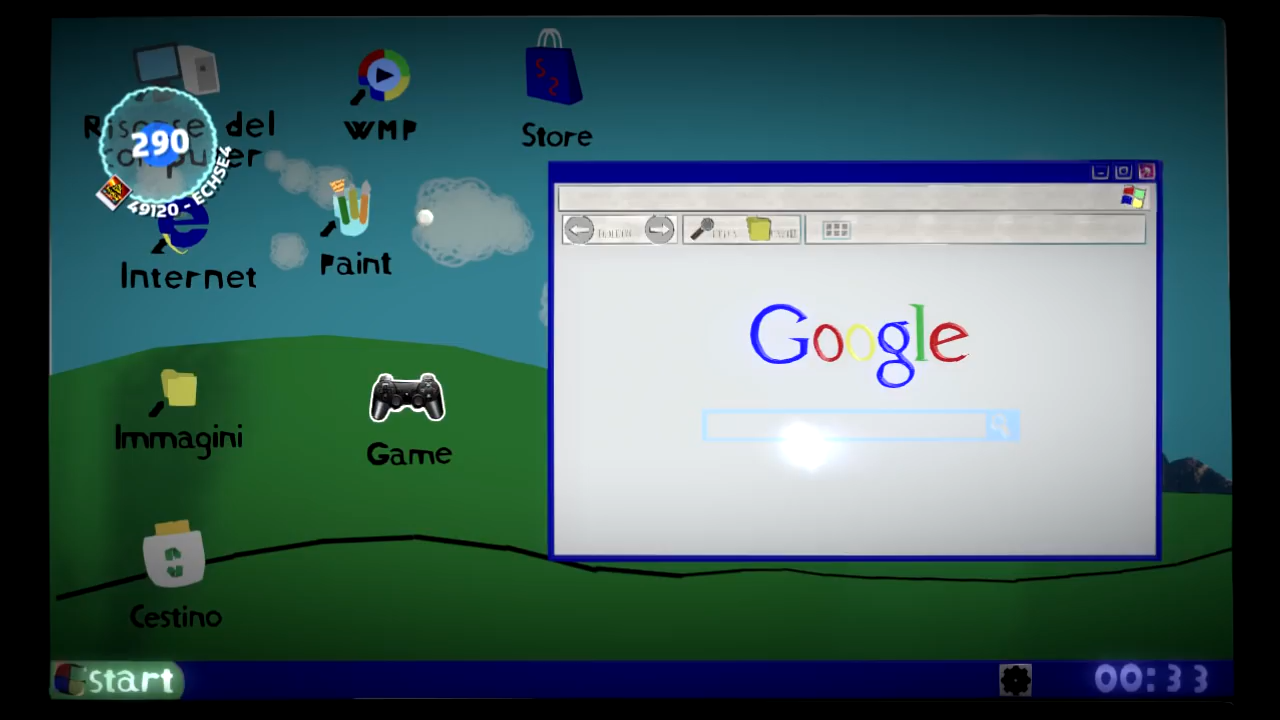 Risorse del
computer
290
49120 - ECHSE4
WMP
Store
Internet
Paint
Google
Immagini
Game
Cestino
start
00:33